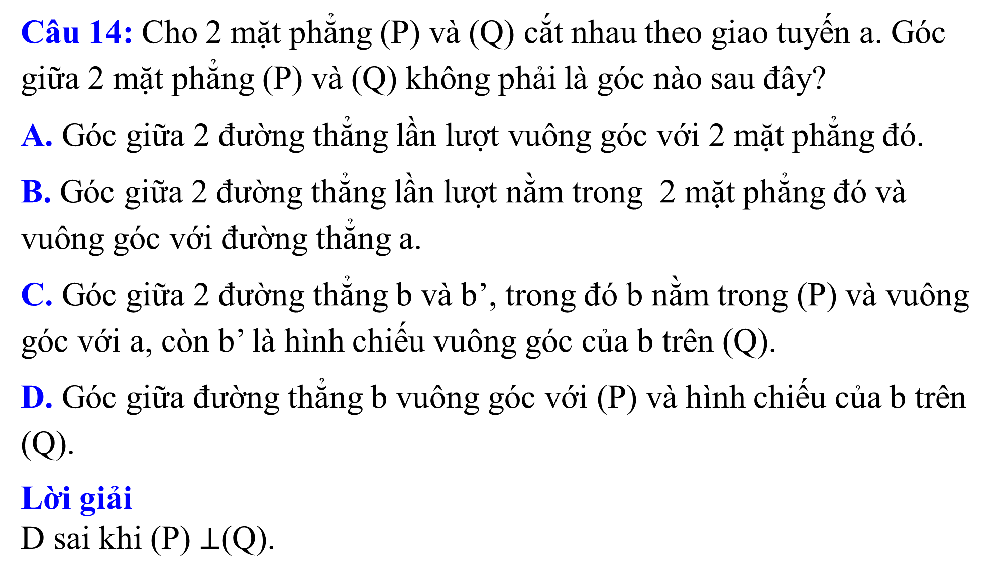 Câu 14: Cho 2 mặt phẳng (P) và (Q) cắt nhau theo giao tuyến a. Góc
giữa 2 mặt phẳng (P) và (Q) không phải là góc nào sau đây?
A. Góc giữa 2 đường thẳng lần lượt vuông góc với 2 mặt phẳng đó.
B. Góc giữa 2 đường thẳng lần lượt nằm trong 2 mặt phẳng đó và
vuông góc với đường thẳng a.
C. Góc giữa 2 đường thẳng b và b’, trong đó b nằm trong (P) và vuông
góc với a, còn b’ là hình chiếu vuông góc của b trên (Q).
D. Góc giữa đường thẳng b vuông góc với (P) và hình chiếu của b trên
(Q).
Lời giải
D sai khi (P) ⊥(Q).